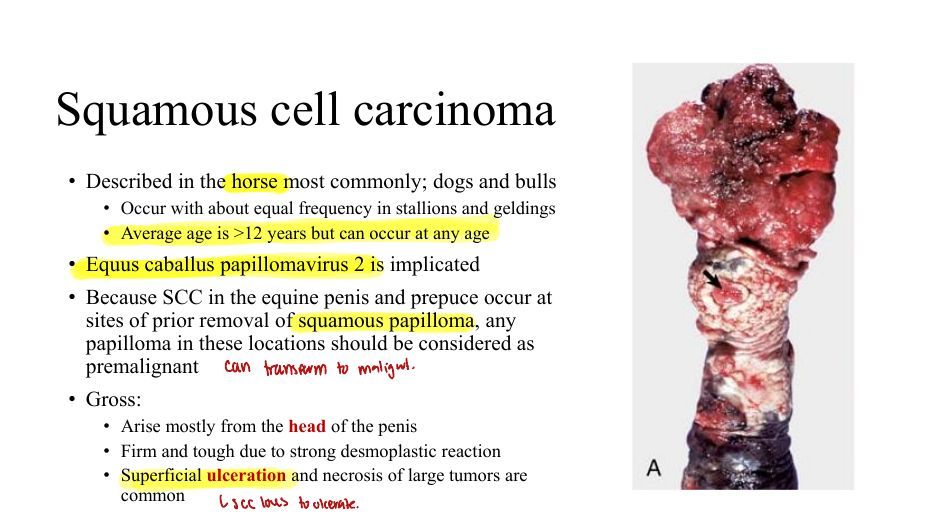 Squamous cell carcinoma
• Described in the horse most commonly; dogs and bulls
• Occur with about equal frequency in stallions and geldings
• Average age is >12 years but can occur at any age
• Equus caballus papillomavirus 2 is implicated
• Because SCC in the equine penis and prepuce occur at
sites of prior removal of squamous papilloma, any
papilloma in these locations should be considered as
premalignant can transform to malignt.
• Gross:
• Arise mostly from the head of the penis
• Firm and tough due to strong desmoplastic reaction
• Superficial ulceration and necrosis of large tumors are
common SCC loves to ulcerate.
A